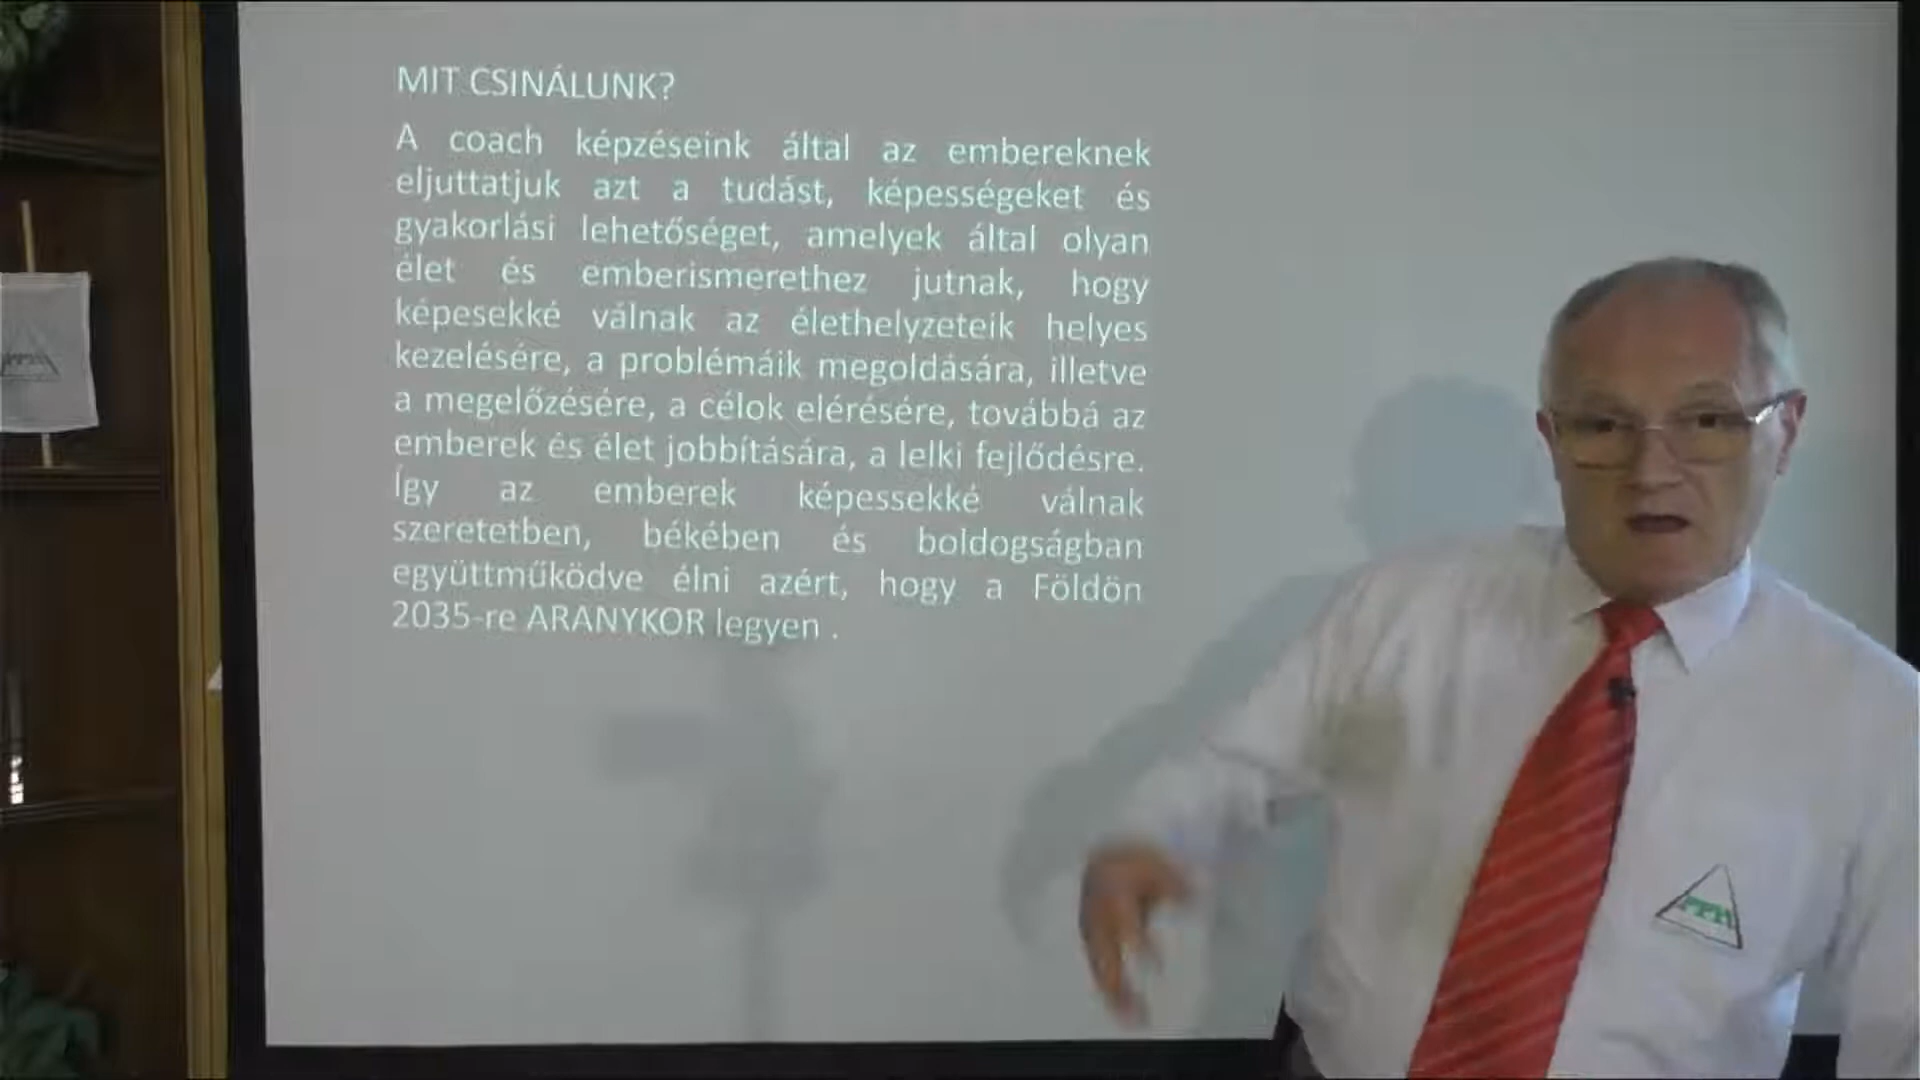 MIT CSINÁLUNK?
A coach képzéseink által az embereknek
eljuttatjuk azt a tudást, képességeket és
gyakorlási lehetőséget, amelyek által olyan
élet és emberismerethez jutnak, hogy
képesekké válnak az élethelyzeteik helyes
kezelésére, a problémáik megoldására, illetve
a megelőzésére, a célok elérésére, továbbá az
emberek és élet jobbítására, a lelki fejlődésre.
Így az emberek képessekké válnak
szeretetben, békében és boldogságban
együttműködve élni azért, hogy a Földön
2035-re ARANYKOR legyen .